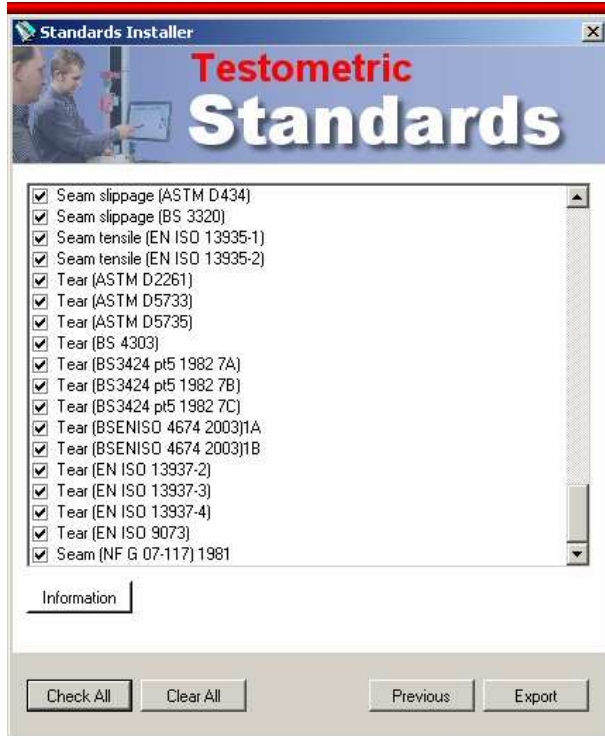 Standards Installer
Testometric
Standards
Seam slippage (ASTM D434)
Seam slippage (BS 3320)
Seam tensile (EN ISO 13935-1)
Seam tensile (EN ISO 13935-2)
Tear (ASTM D2261)
Tear (ASTM D5733)
Tear (ASTM D5735)
Tear (BS 4303)
Tear (BS3424 pt5 1982 7A)
Tear (BS3424 pt5 1982 7B)
Tear (BS3424 pt5 1982 7C)
Tear (BSENISO 4674 2003)1A
Tear (BSENISO 4674 2003)1B
Tear (EN ISO 13937-2)
Tear (EN ISO 13937-3)
Tear (EN ISO 13937-4)
Tear (EN ISO 9073)
Seam (NF G 07-117) 1981
Information
Check All Clear All Previous Export